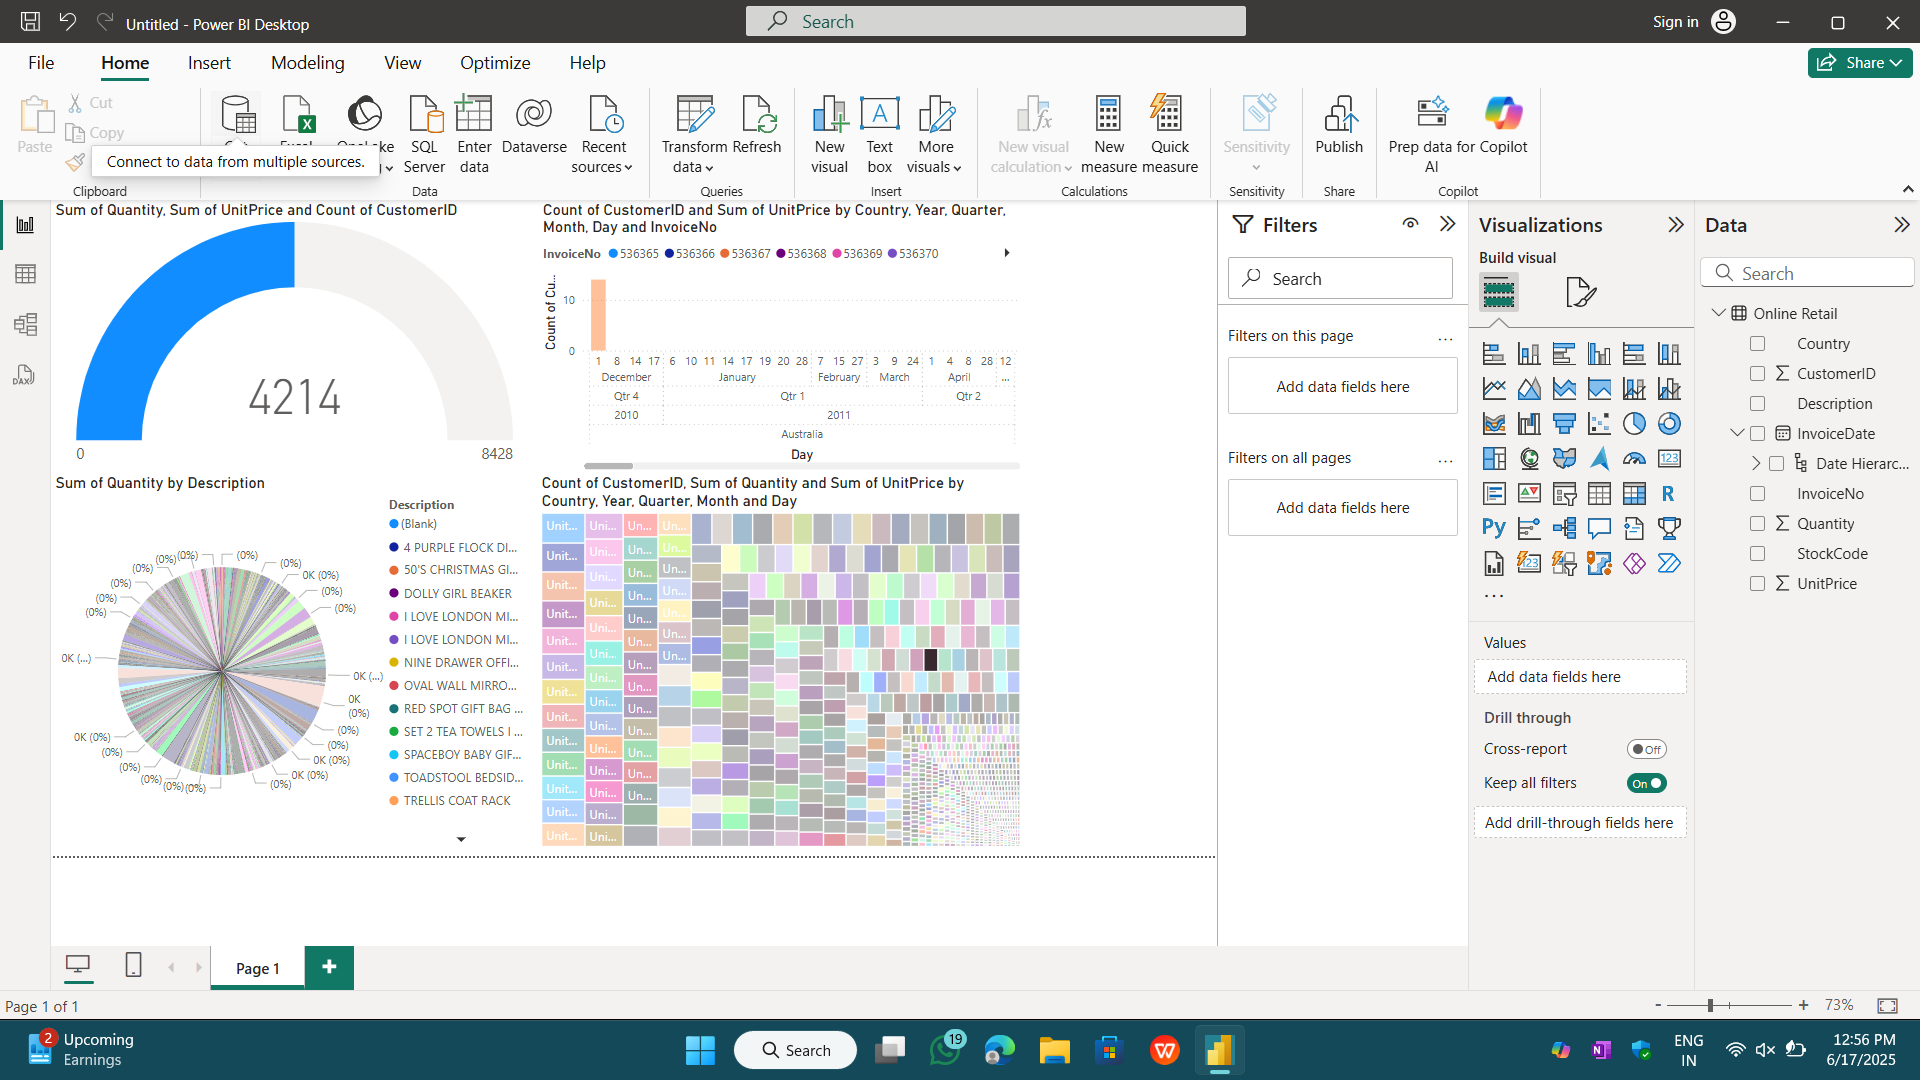 Untitled - Power BI Desktop
Search
Sign in
File
Home
Insert
Modeling
View
Optimize
Help
Share
Paste
Cut
Copy
Connect to data from multiple sources.
Clipboard
SQL
Server
Enter
data
Dataverse
Recent
sources
Data
Transform
data
Refresh
Queries
New
visual
Text
box
More
visuals
Insert
New visual
calculation
New
measure
Quick
measure
Calculations
Sensitivity
Sensitivity
Publish
Share
Prep data for
AI
Copilot
Copilot
Sum of Quantity, Sum of UnitPrice and Count of CustomerID
4214
0
8428
Count of CustomerID and Sum of UnitPrice by Country, Year, Quarter,
Month, Day and InvoiceNo
InvoiceNo 536365 536366 536367 536368 536369 536370
Count of Cu...
10
0
1 8 14 17 6 10 11 14 17 19 20 28 7 15 27 3 9 24 1 4 8 28 12
December January February March April ...
Qtr 4 Qtr 1 Qtr 2
2010 2011
Australia
Day
Sum of Quantity by Description
Description
(Blank)
4 PURPLE FLOCK DI...
50'S CHRISTMAS GI...
DOLLY GIRL BEAKER
I LOVE LONDON MI...
I LOVE LONDON MI...
NINE DRAWER OFFI...
OVAL WALL MIRRO...
RED SPOT GIFT BAG ...
SET 2 TEA TOWELS I ...
SPACEBOY BABY GIF...
TOADSTOOL BEDSID...
TRELLIS COAT RACK
Count of CustomerID, Sum of Quantity and Sum of UnitPrice by
Country, Year, Quarter, Month and Day
Filters
Search
Filters on this page
...
Add data fields here
Filters on all pages
...
Add data fields here
Visualizations
Build visual
...
Values
Add data fields here
Drill through
Cross-report
Off
Keep all filters
On
Add drill-through fields here
Data
Search
Online Retail
Country
CustomerID
Description
InvoiceDate
Date Hierarc...
InvoiceNo
Quantity
StockCode
UnitPrice
Page 1
Page 1 of 1
- + 73%
2
Upcoming
Earnings
Search
19
ENG
IN
12:56 PM
6/17/2025